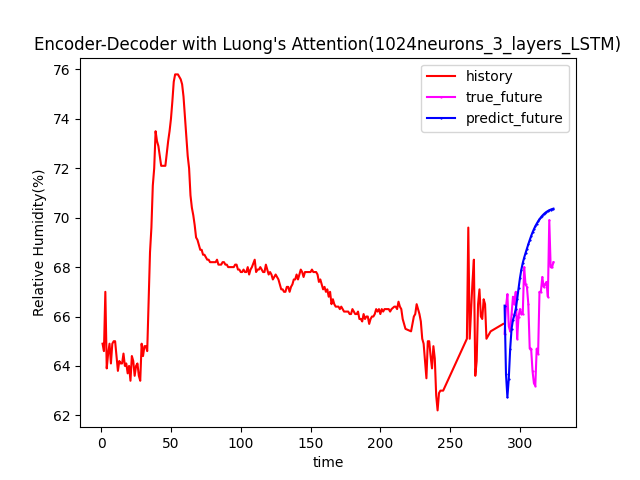 Encoder-Decoder with Luong's Attention(1024neurons_3_layers_LSTM)
history
true_future
predict_future
Relative Humidity(%)
76
74
72
70
68
66
64
62
0 50 100 150 200 250 300
time